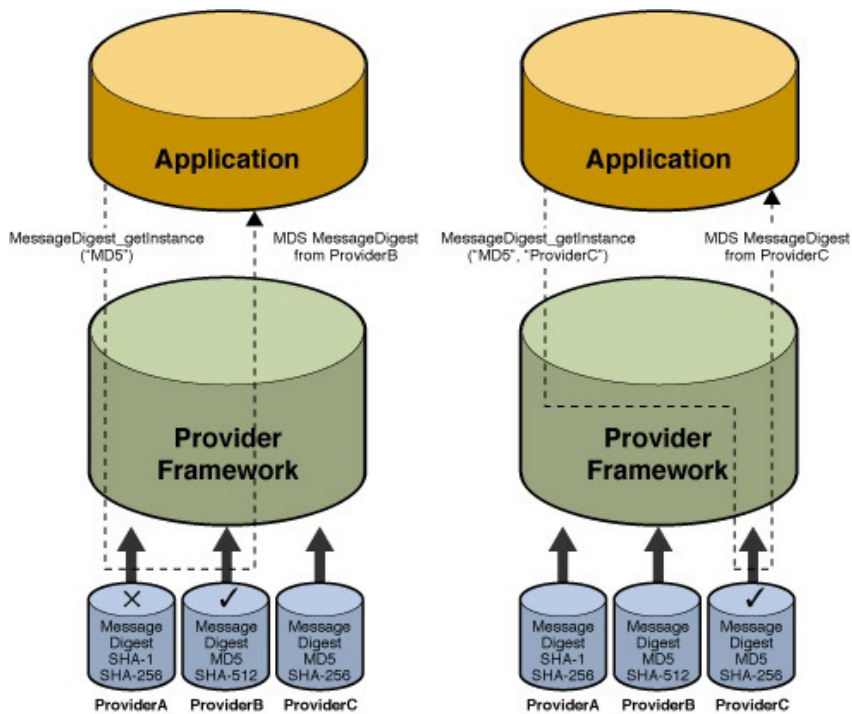 Application
Application
MessageDigest_getInstance
("MD5")
MDS MessageDigest
from ProviderB
MessageDigest_getInstance
("MD5", "ProviderC")
MDS MessageDigest
from ProviderC
Provider
Framework
Provider
Framework
Message
Digest
SHA-1
SHA-256
Message
Digest
MD5
SHA-512
Message
Digest
MD5
SHA-256
Message
Digest
SHA-1
SHA-256
Message
Digest
MD5
SHA-512
Message
Digest
MD5
SHA-256
ProviderA
ProviderB
ProviderC
ProviderA
ProviderB
ProviderC